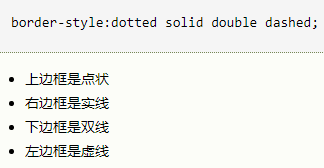 border-style:dotted solid double dashed;
上边框是点状
右边框是实线
下边框是双线
左边框是虚线